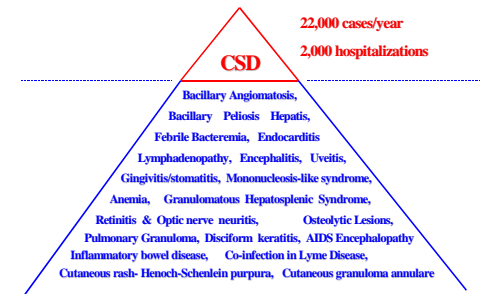 22,000 cases/year
2,000 hospitalizations
CSD
Bacillary Angiomatosis,
Bacillary Peliosis Hepatis,
Febrile Bacteremia, Endocarditis
Lymphadenopathy, Encephalitis, Uveitis,
Gingivitis/stomatitis, Mononucleosis-like syndrome,
Anemia, Granulomatous Hepatosplenic Syndrome,
Retinitis & Optic nerve neuritis, Osteolytic Lesions,
Pulmonary Granuloma, Disciform keratitis, AIDS Encephalopathy
Inflammatory bowel disease, Co-infection in Lyme Disease,
Cutaneous rash- Henoch-Schenlein purpura, Cutaneous granuloma annulare